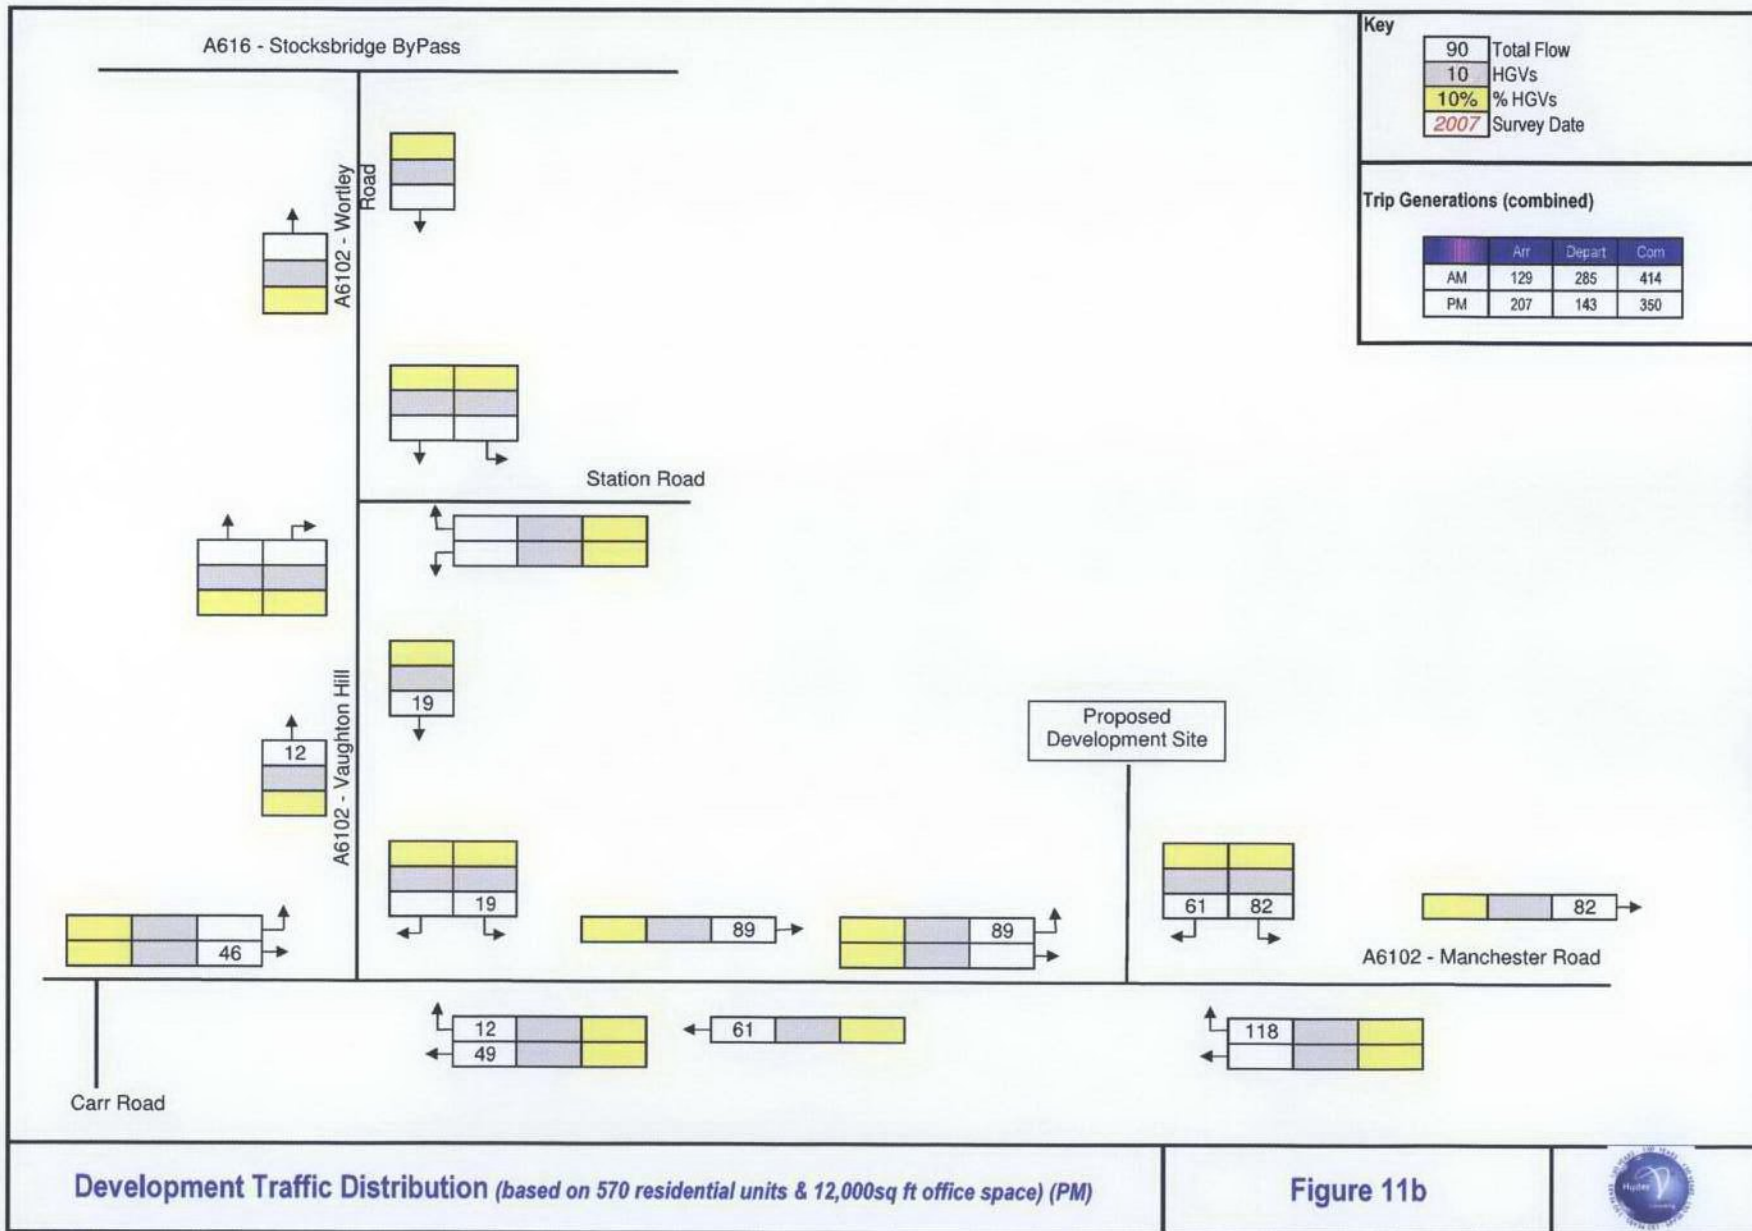 A616 - Stocksbridge ByPass
Key
90 Total Flow
10 HGVs
10% % HGVs
2007 Survey Date
Trip Generations (combined)
Arr Depart Com
AM 129 285 414
PM 207 143 350
A6102 - Wortley
Road
Station Road
19
12
A6102 - Vaughton Hill
Proposed
Development Site
19
61 82
89
89
82
46
A6102 - Manchester Road
12
49
61
118
Carr Road
Development Traffic Distribution (based on 570 residential units & 12,000sq ft office space) (PM)
Figure 11b
Hyder